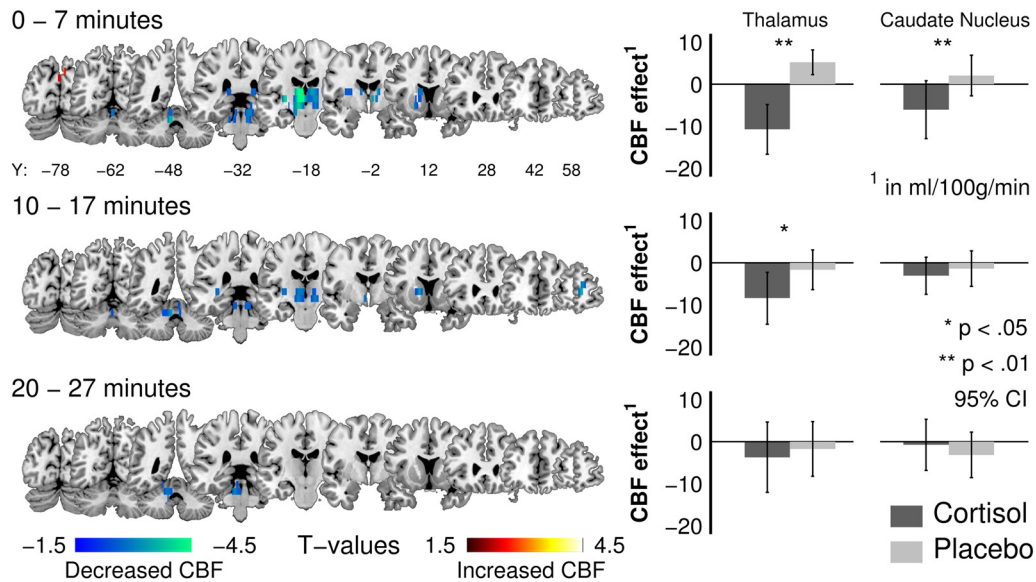 0 – 7 minutes
Y: −78 −62 −48 −32 −18 −2 12 28 42 58
10 – 17 minutes
20 – 27 minutes
−1.5 −4.5 T−values 1.5 4.5
Decreased CBF Increased CBF
Thalamus Caudate Nucleus
CBF effect1
10
0
−10
−20
** **
1 in ml/100g/min
CBF effect1
10
0
−10
−20
*
* p < .05
** p < .01
95% CI
CBF effect1
10
0
−10
−20
Cortisol
Placebo